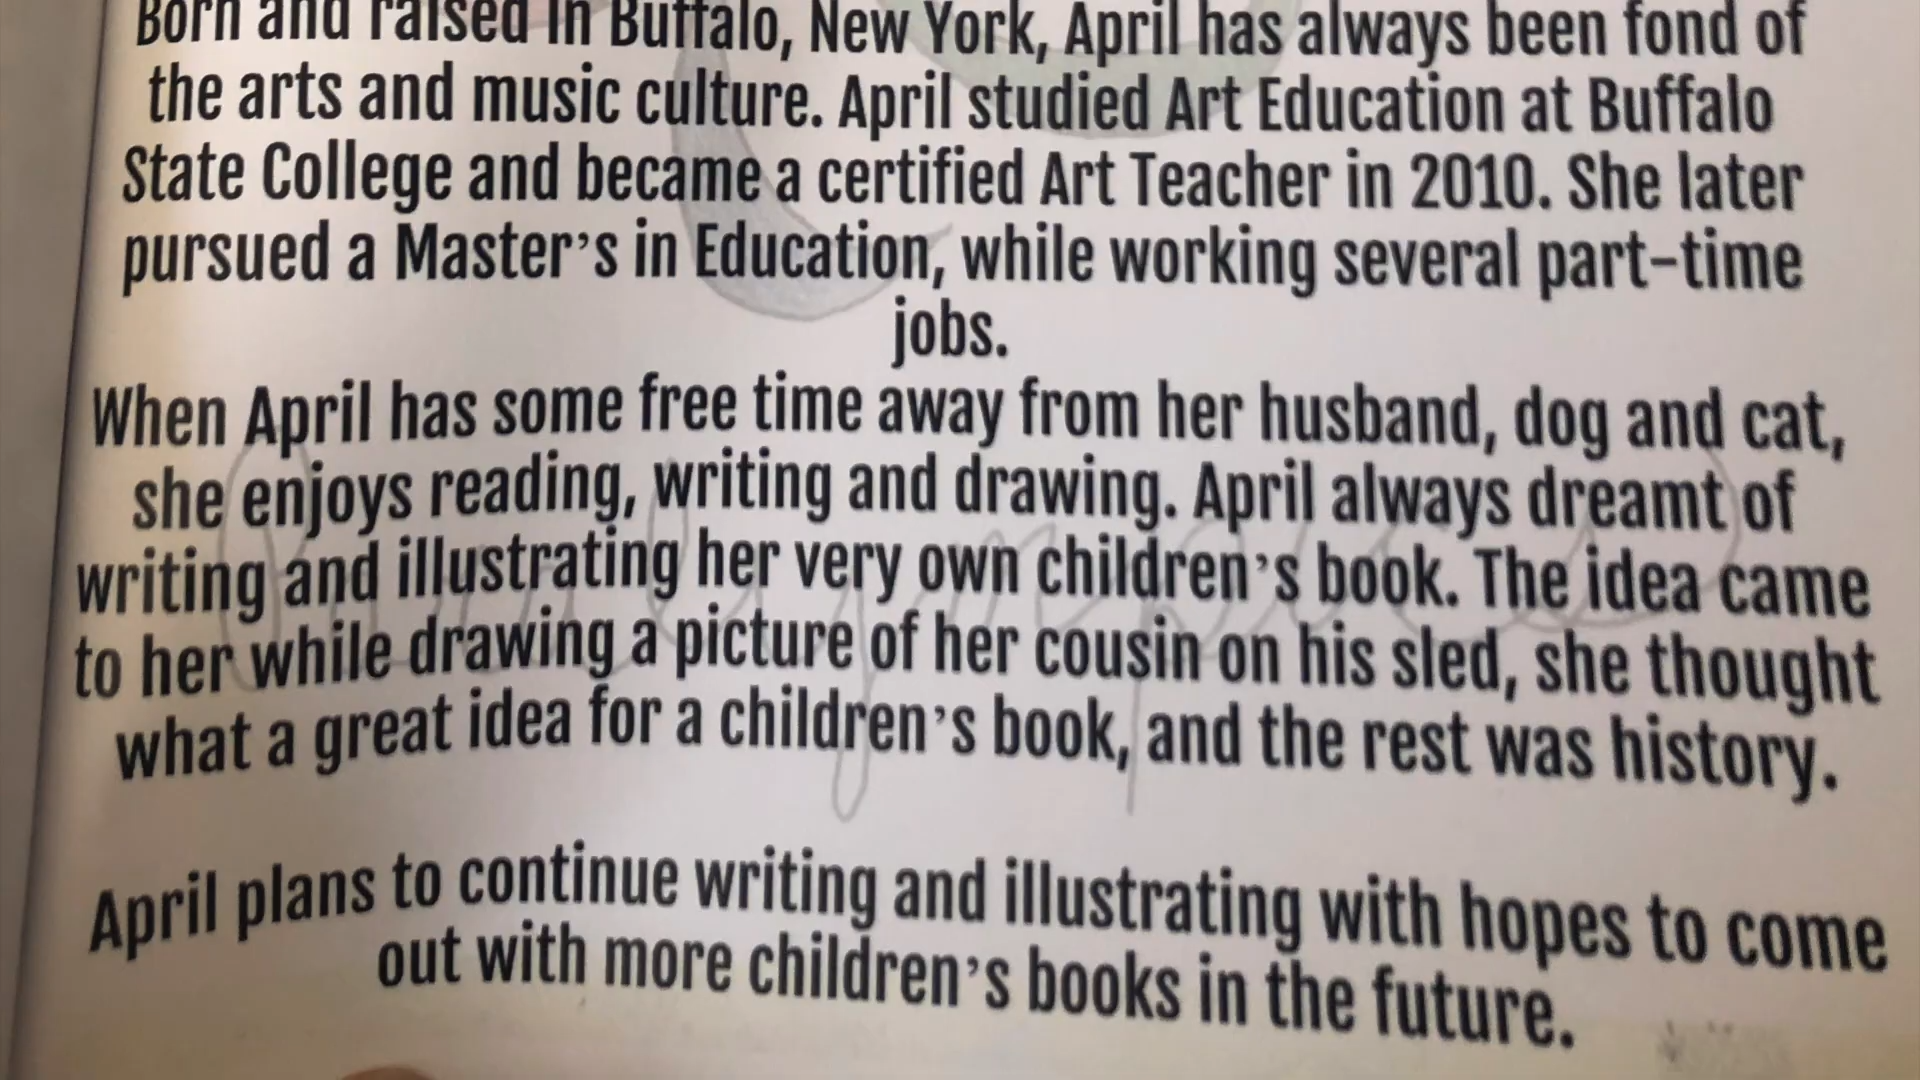 Born and raised in Buffalo, New York, April has always been fond of
the arts and music culture. April studied Art Education at Buffalo
State College and became a certified Art Teacher in 2010. She later
pursued a Master’s in Education, while working several part-time
jobs.
When April has some free time away from her husband, dog and cat,
she enjoys reading, writing and drawing. April always dreamt of
writing and illustrating her very own children’s book. The idea came
to her while drawing a picture of her cousin on his sled, she thought
what a great idea for a children’s book, and the rest was history.
April plans to continue writing and illustrating with hopes to come
out with more children’s books in the future.